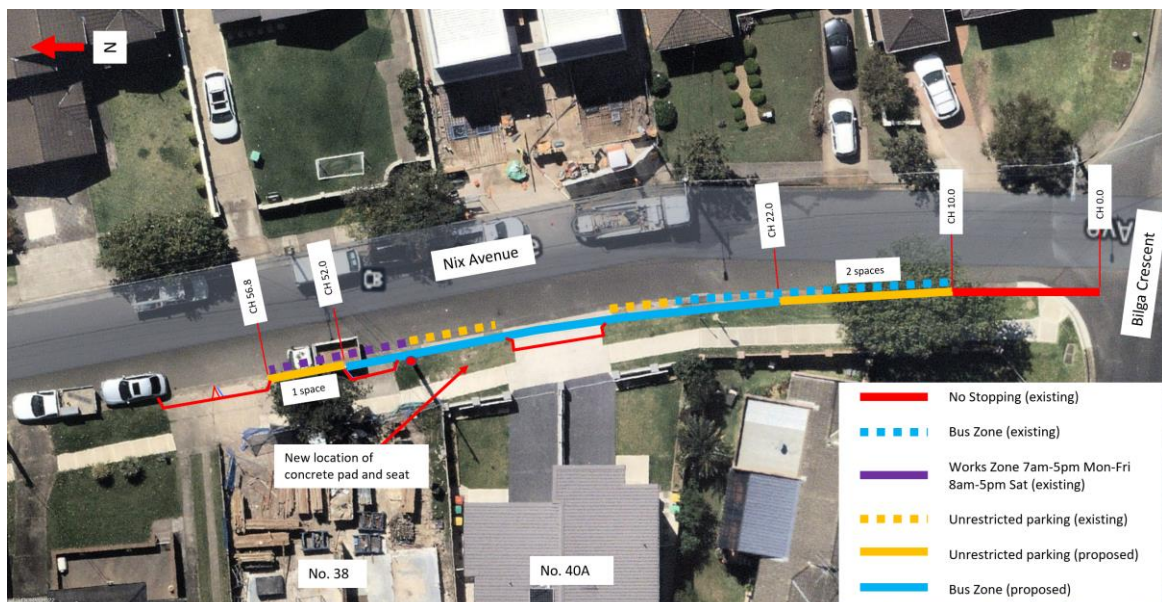 N
CH 56.8
CH 52.0
Nix Avenue
CH 22.0
2 spaces
CH 10.0
CH 0.0
Ave
Bilga Crescent
1 space
New location of
concrete pad and seat
No. 38
No. 40A
No Stopping (existing)
Bus Zone (existing)
Works Zone 7am-5pm Mon-Fri
8am-5pm Sat (existing)
Unrestricted parking (existing)
Unrestricted parking (proposed)
Bus Zone (proposed)